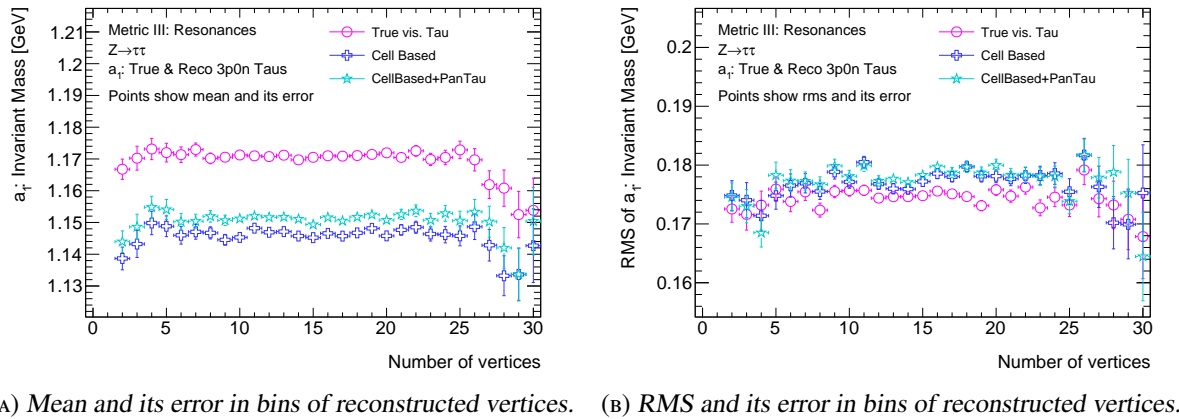 a₁: Invariant Mass [GeV]
1.21
1.2
1.19
1.18
1.17
1.16
1.15
1.14
1.13
Metric III: Resonances
Z→ττ
a₁: True & Reco 3p0n Taus
Points show mean and its error
True vis. Tau
Cell Based
CellBased+PanTau
0 5 10 15 20 25 30
Number of vertices
RMS of a₁: Invariant Mass [GeV]
0.2
0.19
0.18
0.17
0.16
Metric III: Resonances
Z→ττ
a₁: True & Reco 3p0n Taus
Points show rms and its error
True vis. Tau
Cell Based
CellBased+PanTau
0 5 10 15 20 25 30
Number of vertices
) Mean and its error in bins of reconstructed vertices.
(B) RMS and its error in bins of reconstructed vertices.